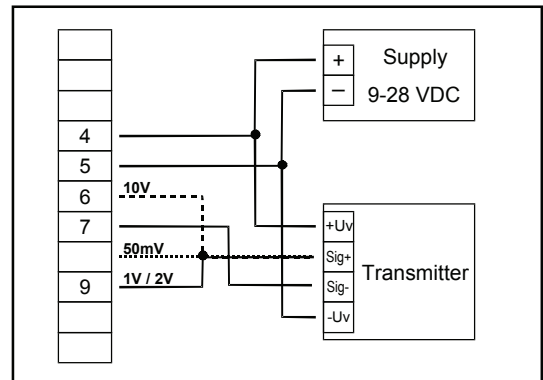 + Supply
– 9-28 VDC
4
5
6 10V
7
50mV
9 1V / 2V
+Uv
Sig+
Sig-
-Uv
Transmitter